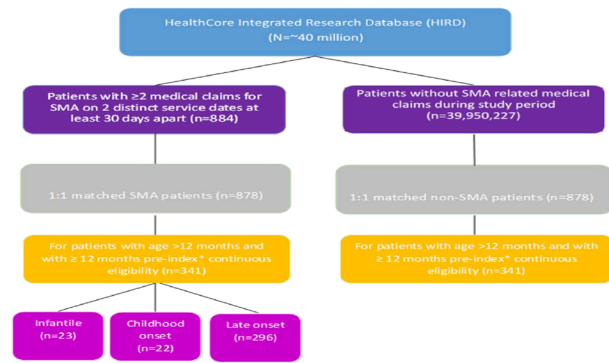 HealthCore Integrated Research Database (HIRD)
(N=~40 million)
Patients with ≥2 medical claims for
SMA on 2 distinct service dates at
least 30 days apart (n=884)
Patients without SMA related medical
claims during study period
(n=39,950,227)
1:1 matched SMA patients (n=878)
1:1 matched non-SMA patients (n=878)
For patients with age >12 months and
with ≥ 12 months pre-index* continuous
eligibility (n=341)
For patients with age >12 months and with
≥ 12 months pre-index* continuous
eligibility (n=341)
Infantile
(n=23)
Childhood
onset
(n=22)
Late onset
(n=296)